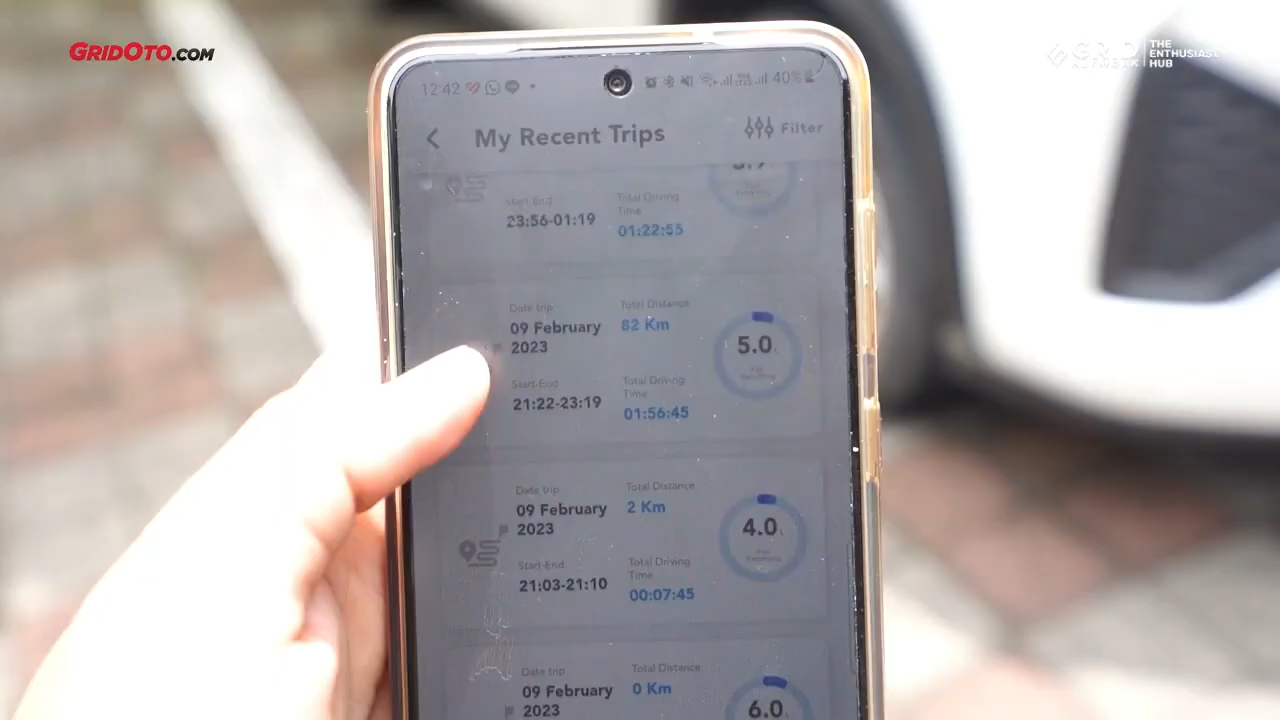 GRIDOTO.COM
GRID NETWORK
THE ENTHUSIAST HUB
12:42
40%
My Recent Trips
Filter
Start-End
23:56-01:19
Total Driving Time
01:22:55
Date trip
09 February 2023
Total Distance
82 Km
5.0
Start-End
21:22-23:19
Total Driving Time
01:56:45
Date trip
09 February 2023
Total Distance
2 Km
4.0
Start-End
21:03-21:10
Total Driving Time
00:07:45
Date trip
09 February 2023
Total Distance
0 Km
6.0